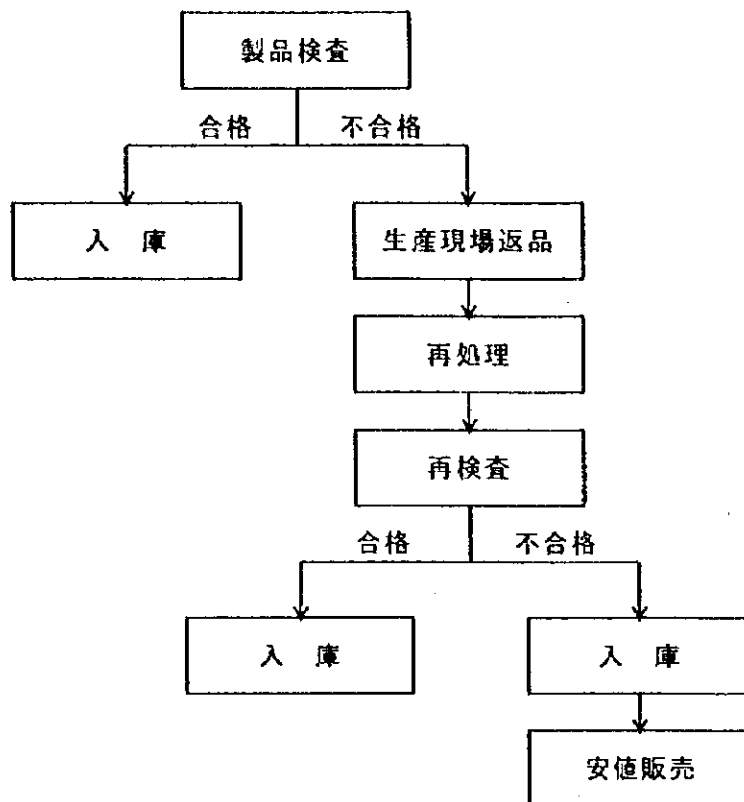 製品検査
合格 不合格
入 庫
生産現場返品
再処理
再検査
合格 不合格
入 庫
入 庫
安値販売